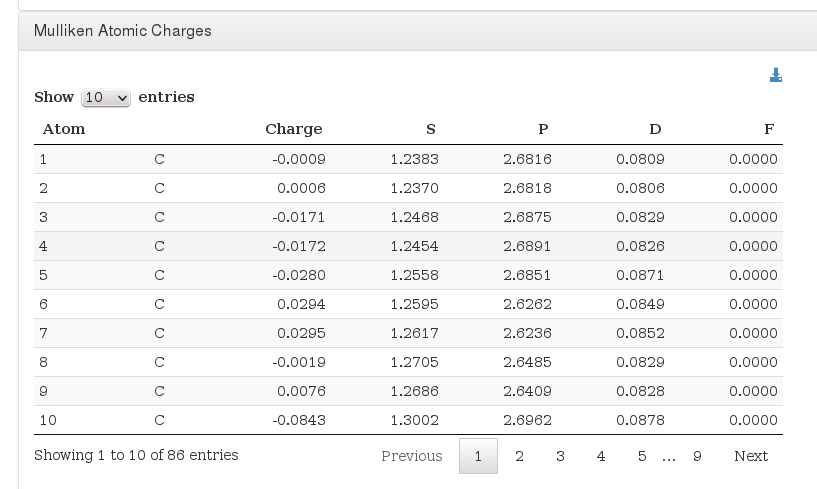 Mulliken Atomic Charges
Show 10 entries
Atom Charge S P D F
1 C -0.0009 1.2383 2.6816 0.0809 0.0000
2 C 0.0006 1.2370 2.6818 0.0806 0.0000
3 C -0.0171 1.2468 2.6875 0.0829 0.0000
4 C -0.0172 1.2454 2.6891 0.0826 0.0000
5 C -0.0280 1.2558 2.6851 0.0871 0.0000
6 C 0.0294 1.2595 2.6262 0.0849 0.0000
7 C 0.0295 1.2617 2.6236 0.0852 0.0000
8 C -0.0019 1.2705 2.6485 0.0829 0.0000
9 C 0.0076 1.2686 2.6409 0.0828 0.0000
10 C -0.0843 1.3002 2.6962 0.0878 0.0000
Showing 1 to 10 of 86 entries Previous 1 2 3 4 5 ... 9 Next